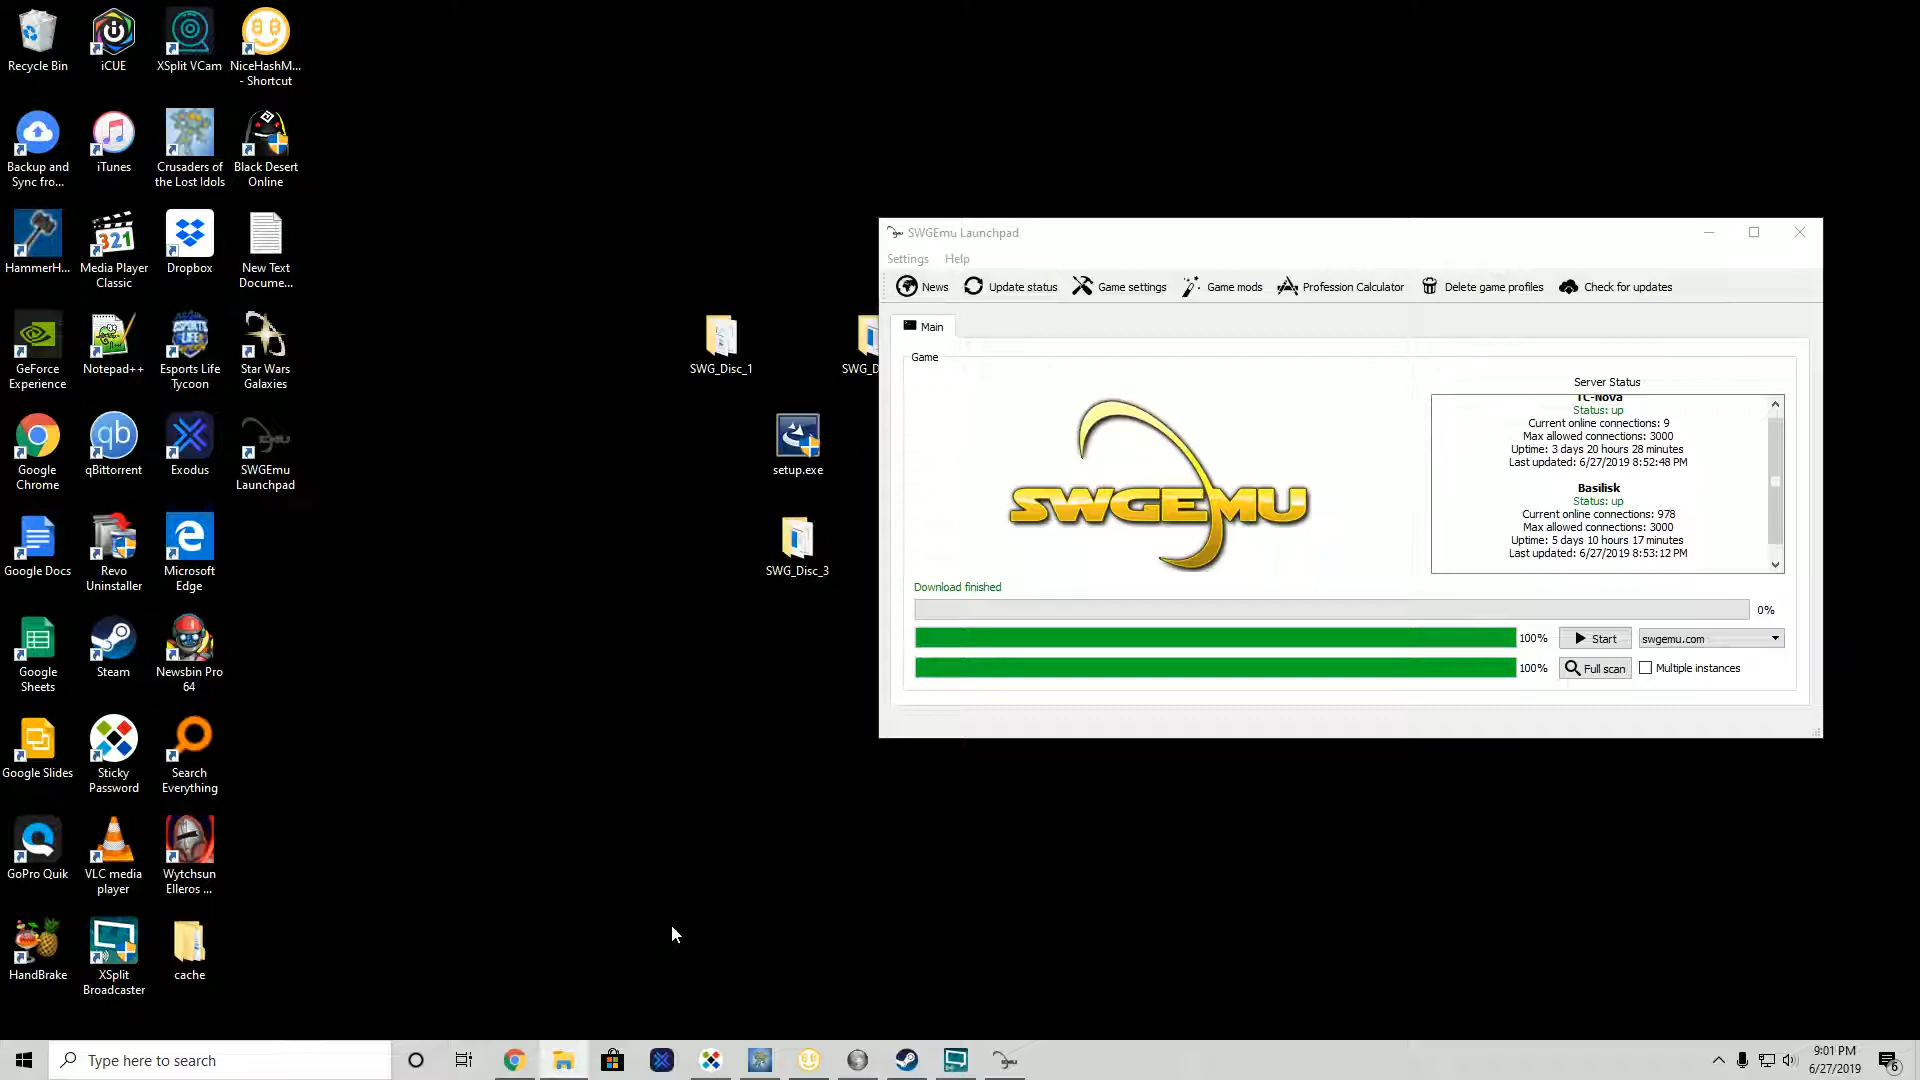 Recycle Bin
iCUE
XSplit VCam
NiceHashM...
- Shortcut
Backup and
Sync fro...
iTunes
Crusaders of
the Lost Idols
Black Desert
Online
HammerH...
Media Player
Classic
Dropbox
New Text
Docume...
GeForce
Experience
Notepad++
Esports Life
Tycoon
Star Wars
Galaxies
Google
Chrome
qBittorrent
Exodus
SWGEmu
Launchpad
Google Docs
Revo
Uninstaller
Microsoft
Edge
Google
Sheets
Steam
Newsbin Pro
64
Google Slides
Sticky
Password
Search
Everything
GoPro Quik
VLC media
player
Wytchsun
Elleros ...
HandBrake
XSplit
Broadcaster
cache
SWG_Disc_1
SWG_D
setup.exe
SWG_Disc_3
SWGEmu Launchpad
Settings Help
News Update status Game settings Game mods Profession Calculator Delete game profiles Check for updates
Main
Game
SWGEMU
Server Status
TC-Nova
Status: up
Current online connections: 9
Max allowed connections: 3000
Uptime: 3 days 20 hours 28 minutes
Last updated: 6/27/2019 8:52:48 PM
Basilisk
Status: up
Current online connections: 978
Max allowed connections: 3000
Uptime: 5 days 10 hours 17 minutes
Last updated: 6/27/2019 8:53:12 PM
Download finished
0%
100% Start swgemu.com
100% Full scan Multiple instances
Type here to search
9:01 PM
6/27/2019
6